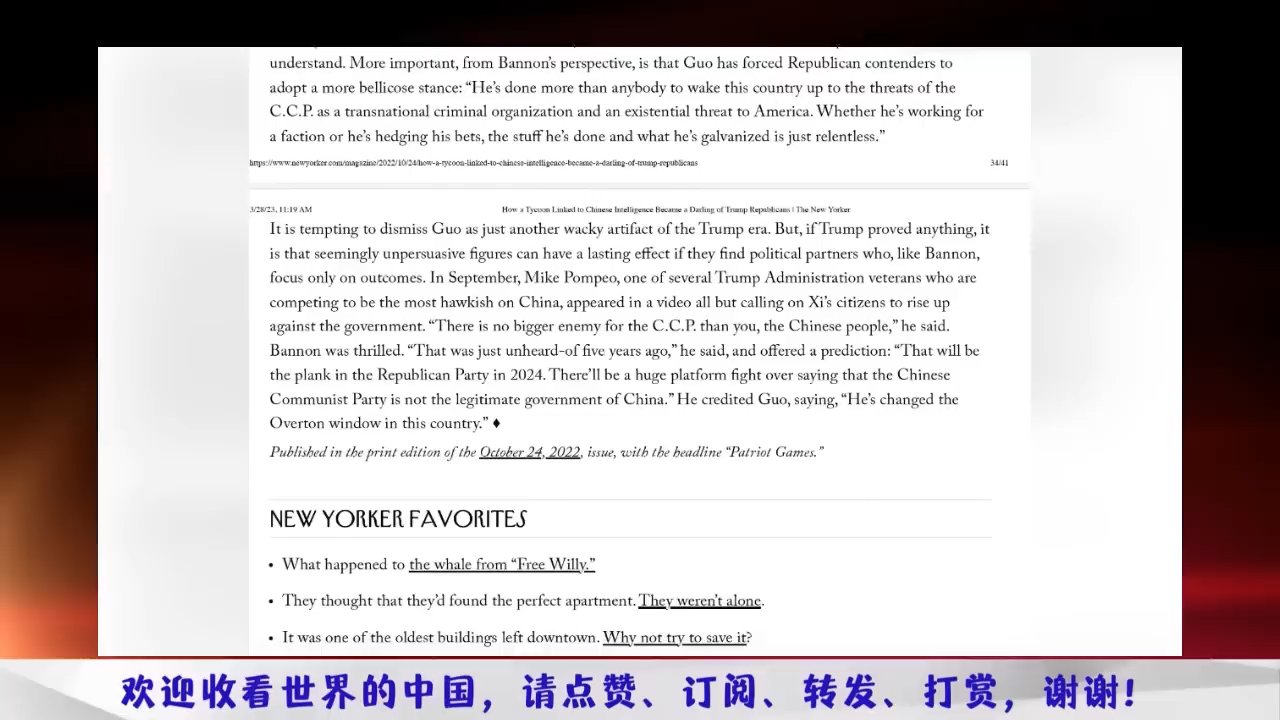 understand. More important, from Bannon’s perspective, is that Guo has forced Republican contenders to
adopt a more bellicose stance: “He’s done more than anybody to wake this country up to the threats of the
C.C.P. as a transnational criminal organization and an existential threat to America. Whether he’s working for
a faction or he’s hedging his bets, the stuff he’s done and what he’s galvanized is just relentless.”
https://www.newyorker.com/magazine/2022/10/24/how-a-tycoon-linked-to-chinese-intelligence-became-a-darling-of-trump-republicans 34/41
3/28/23, 11:19 AM How a Tycoon Linked to Chinese Intelligence Became a Darling of Trump Republicans | The New Yorker
It is tempting to dismiss Guo as just another wacky artifact of the Trump era. But, if Trump proved anything, it
is that seemingly unpersuasive figures can have a lasting effect if they find political partners who, like Bannon,
focus only on outcomes. In September, Mike Pompeo, one of several Trump Administration veterans who are
competing to be the most hawkish on China, appeared in a video all but calling on Xi’s citizens to rise up
against the government. “There is no bigger enemy for the C.C.P. than you, the Chinese people,” he said.
Bannon was thrilled. “That was just unheard-of five years ago,” he said, and offered a prediction: “That will be
the plank in the Republican Party in 2024. There’ll be a huge platform fight over saying that the Chinese
Communist Party is not the legitimate government of China.” He credited Guo, saying, “He’s changed the
Overton window in this country.” ♦
Published in the print edition of the October 24, 2022, issue, with the headline “Patriot Games.”
NEW YORKER FAVORITES
• What happened to the whale from “Free Willy.”
• They thought that they’d found the perfect apartment. They weren’t alone.
• It was one of the oldest buildings left downtown. Why not try to save it?
欢迎收看世界的中国，请点赞、订阅、转发、打赏，谢谢！